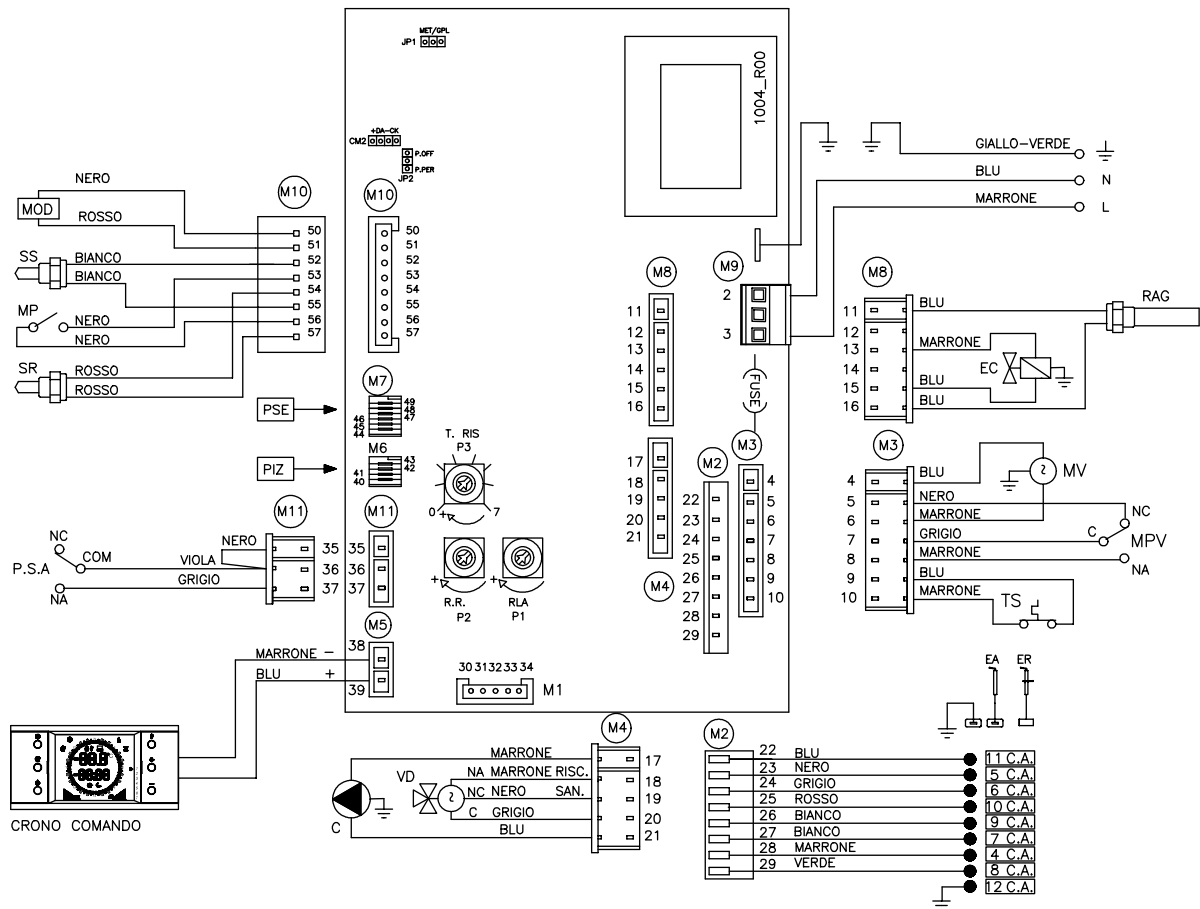 MET/GPL
JP1
1004_R00
+DA-CK
CM2
P.OFF
P.PER
JP2
GIALLO-VERDE
BLU N
MARRONE L
NERO
MOD
ROSSO
SS BIANCO
BIANCO
MP
NERO
NERO
SR ROSSO
ROSSO
M10
50
51
52
53
54
55
56
57
M10
50
51
52
53
54
55
56
57
M8
11
12
13
14
15
16
M9
2
3
FUSE
M8
11
12
13
14
15
16
BLU
RAG
MARRONE
EC
BLU
BLU
PSE
M7
49
48
47
46
45
44
PIZ
M6
43
42
41
40
T. RIS
P3
0 + 7
+
R.R.
P2
+
RLA
P1
17
18
19
20
21
M4
M2
22
23
24
25
26
27
28
29
M3
4
5
6
7
8
9
10
M3
4
5
6
7
8
9
10
BLU
MV
NERO
MARRONE
GRIGIO
MARRONE
BLU
MARRONE
NC
C MPV
NA
TS
M11
NC
COM
P.S.A
NA
NERO
VIOLA
GRIGIO
35
36
37
M11
35
36
37
M5
38
39
MARRONE -
BLU +
30 31 32 33 34
M1
EA ER
CRONO COMANDO
M4
MARRONE 17
VD NA MARRONE RISC. 18
NC NERO SAN. 19
C GRIGIO 20
C BLU 21
M2
22 BLU 11 C.A.
23 NERO 5 C.A.
24 GRIGIO 6 C.A.
25 ROSSO 10 C.A.
26 BIANCO 9 C.A.
27 BIANCO 7 C.A.
28 MARRONE 4 C.A.
29 VERDE 8 C.A.
12 C.A.